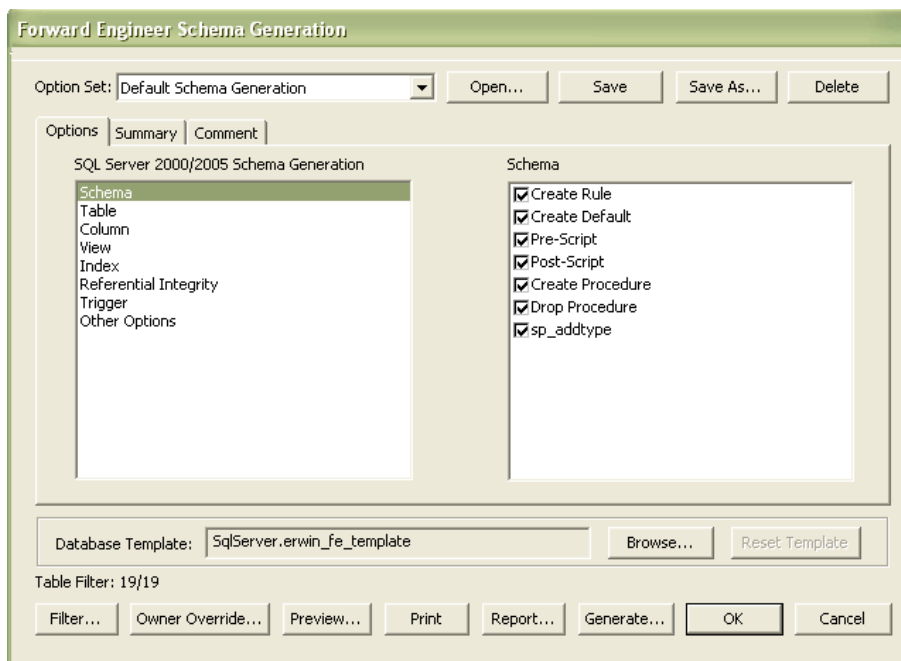 Forward Engineer Schema Generation
Option Set: Default Schema Generation Open... Save Save As... Delete
Options Summary Comment
SQL Server 2000/2005 Schema Generation Schema
Schema
Table
Column
View
Index
Referential Integrity
Trigger
Other Options
Create Rule
Create Default
Pre-Script
Post-Script
Create Procedure
Drop Procedure
sp_addtype
Database Template: SqlServer.erwin_fe_template Browse... Reset Template
Table Filter: 19/19
Filter... Owner Override... Preview... Print Report... Generate... OK Cancel